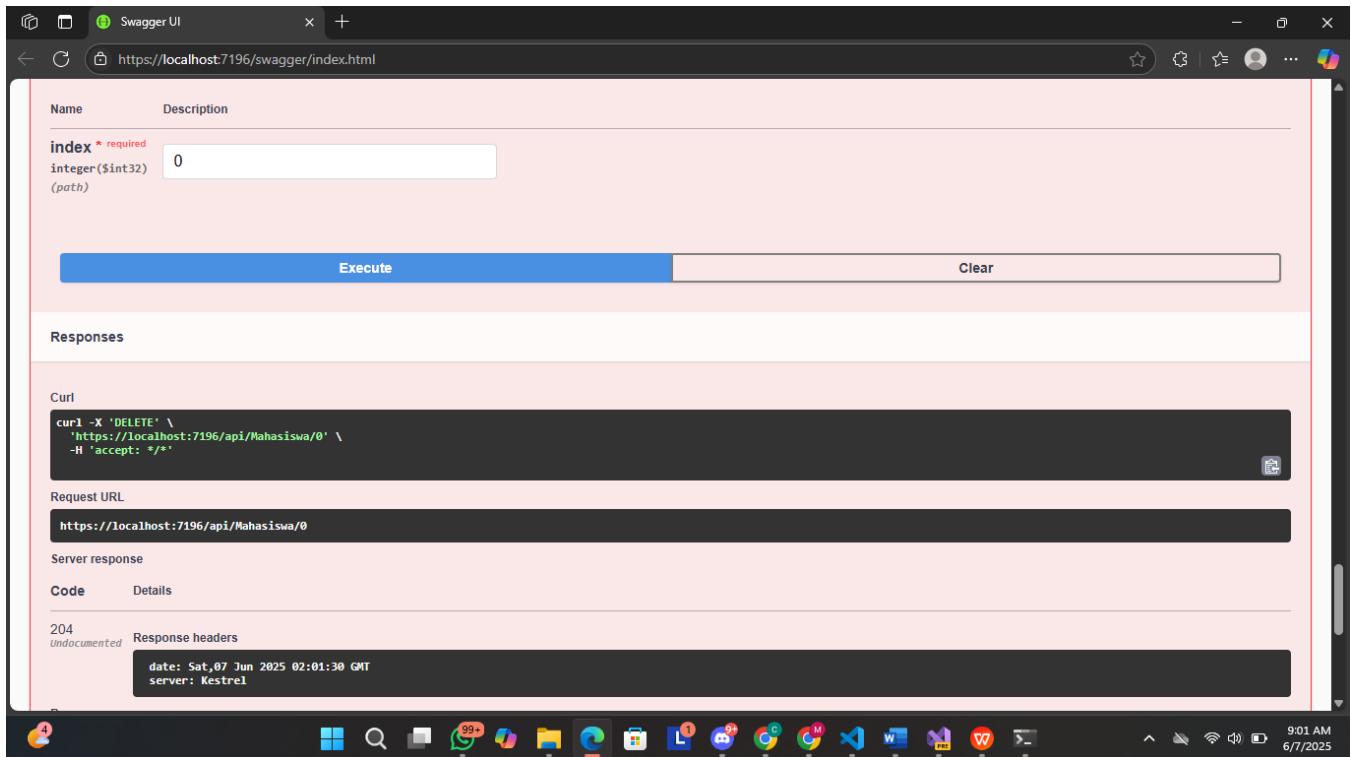 Swagger UI
https://localhost:7196/swagger/index.html
Name Description
index * required
integer($int32)
(path)
0
Execute Clear
Responses
Curl
curl -X 'DELETE' \
'https://localhost:7196/api/Mahasiswa/0' \
-H 'accept: */*'
Request URL
https://localhost:7196/api/Mahasiswa/0
Server response
Code Details
204
Undocumented
Response headers
date: Sat,07 Jun 2025 02:01:30 GMT
server: Kestrel
4
99+
1
9+
C
M
PRE
9:01 AM
6/7/2025